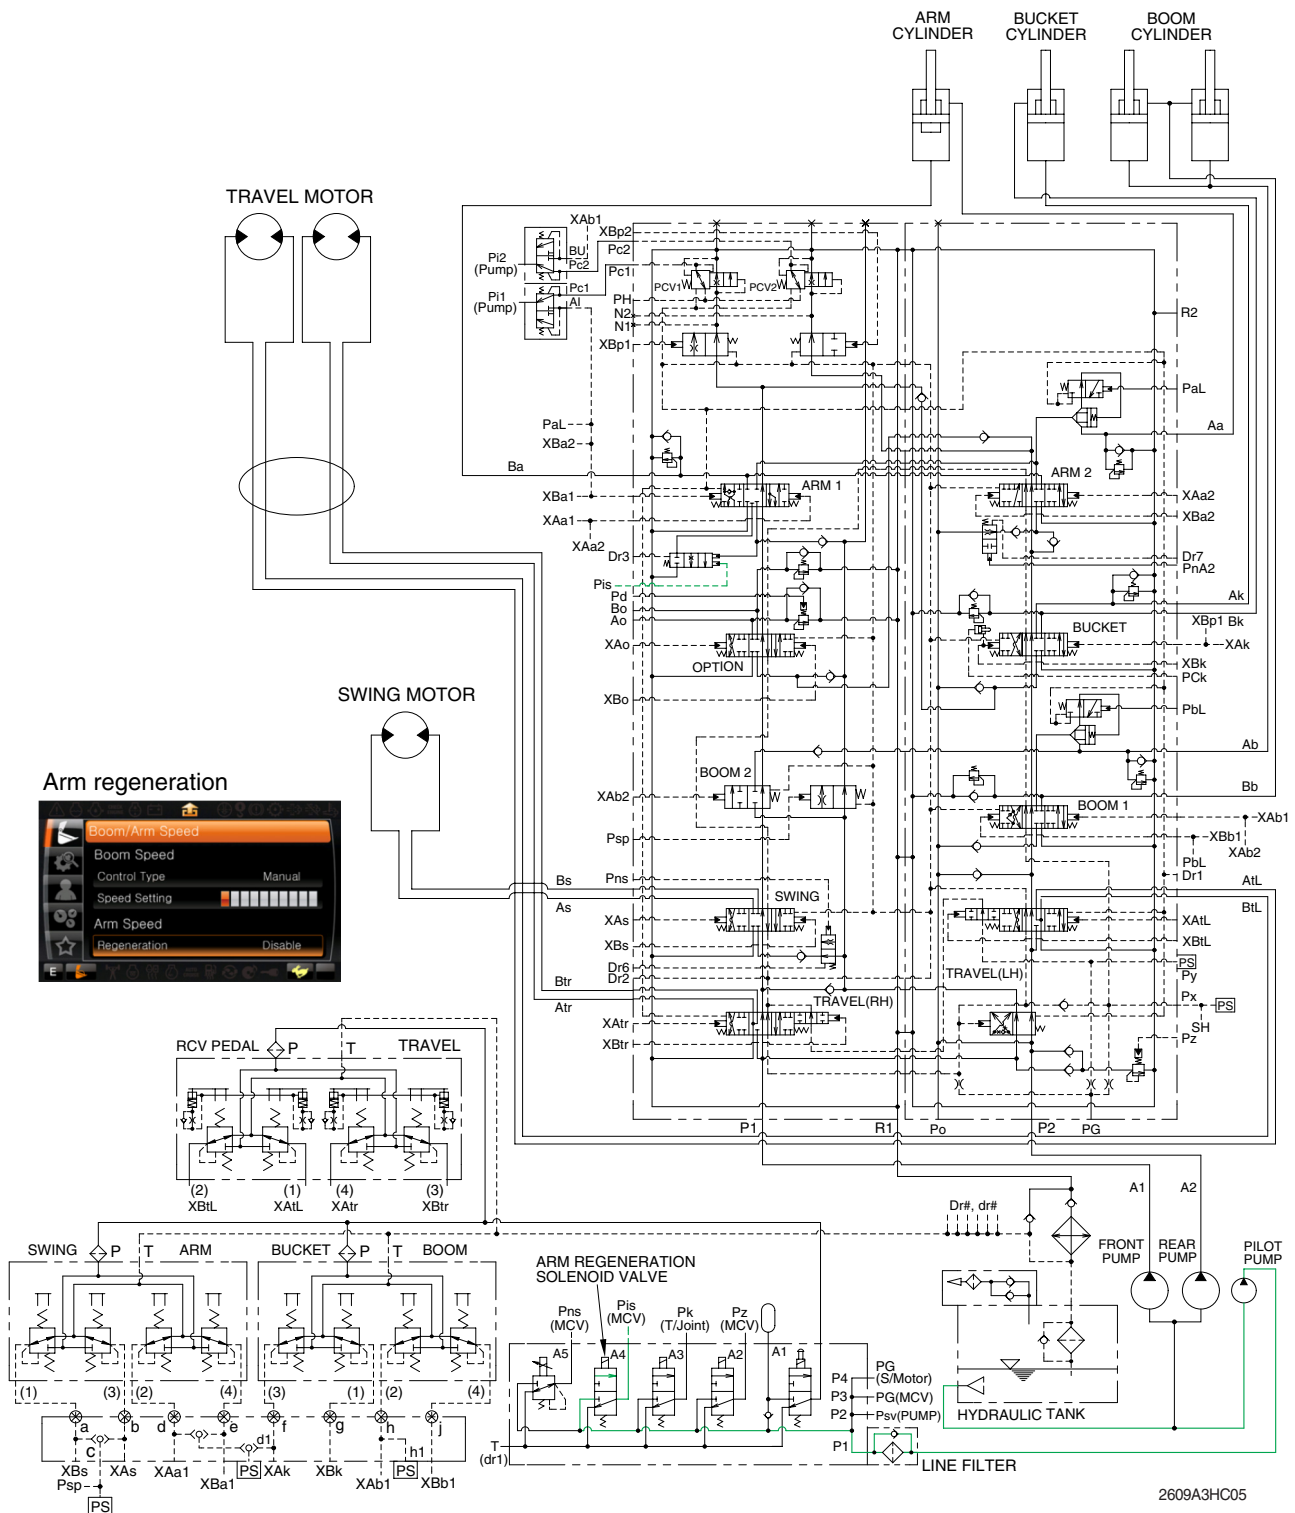 ARM
CYLINDER
BUCKET
CYLINDER
BOOM
CYLINDER
TRAVEL MOTOR
XAb1
XBp2
Pc2
BU
Pi2
(Pump)
Pc2
Pc1
Pc1
Pi1
(Pump)
AI
PCV1
PCV2
PH
N2
N1
XBp1
R2
PaL
PaL
XBa2
Aa
Ba
ARM 1
ARM 2
XBa1
XAa2
XAa1
XBa2
XAa2
Dr3
Dr7
PnA2
Pis
Pd
Bo
Ao
Ak
XBp1
Bk
BUCKET
XAo
XAk
OPTION
XBk
PCk
XBo
PbL
SWING MOTOR
Ab
BOOM 2
Bb
XAb2
BOOM 1
XAb1
Psp
XBb1
XAb2
PbL
Dr1
Arm regeneration
Boom/Arm Speed
Boom Speed
Control Type
Manual
Speed Setting
Arm Speed
Regeneration
Disable
E
Pns
Bs
As
AtL
BtL
SWING
XAs
XAtL
XBs
XBtL
Dr6
Dr2
TRAVEL(LH)
PS
Py
Btr
Atr
TRAVEL(RH)
Px
PS
SH
XAtr
XBtr
Pz
RCV PEDAL
P
T
TRAVEL
P1
R1
Po
P2
PG
(2)
XBtL
(1)
XAtL
(4)
XAtr
(3)
XBtr
A1
A2
Dr#, dr#
SWING
P
T
ARM
BUCKET
P
T
BOOM
FRONT
PUMP
REAR
PUMP
PILOT
PUMP
ARM REGENERATION
SOLENOID VALVE
Pns
(MCV)
Pis
(MCV)
Pk
(T/Joint)
Pz
(MCV)
A5
A4
A3
A2
A1
PG
(S/Motor)
P4
P3
PG(MCV)
P2
Psv(PUMP)
P1
T
(dr1)
HYDRAULIC TANK
LINE FILTER
(1)
(3)
(2)
(4)
(3)
(1)
(2)
(4)
a
b
c
d
e
d1
f
g
h
h1
j
XBs
XAs
XAa1
XBa1
PS
XAk
XBk
XAb1
PS
XBb1
Psp
PS
2609A3HC05